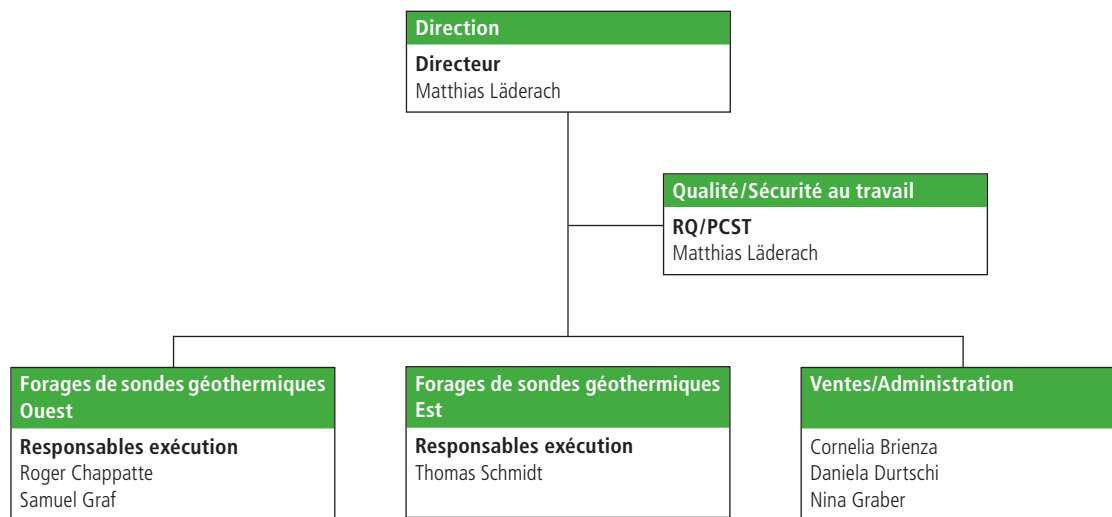 Direction
Directeur
Matthias Läderach
Qualité/Sécurité au travail
RQ/PCST
Matthias Läderach
Forages de sondes géothermiques
Ouest
Responsables exécution
Roger Chappatte
Samuel Graf
Forages de sondes géothermiques
Est
Responsables exécution
Thomas Schmidt
Ventes/Administration
Cornelia Brienza
Daniela Durtschi
Nina Graber